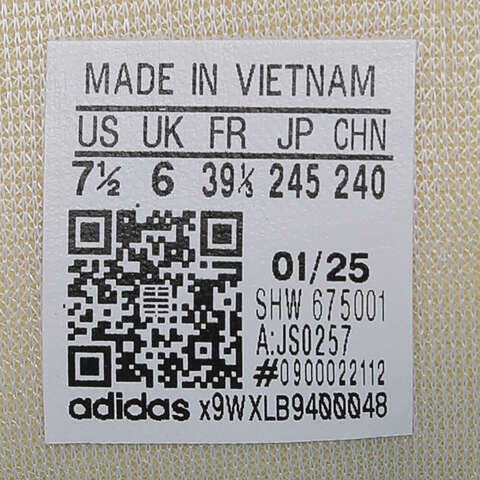 MADE IN VIETNAM
US UK FR JP CHN
7½ 6 39⅓ 245 240
01/25
SHW 675001
A:JS0257
#0900022112
adidas x9WXLB9400048